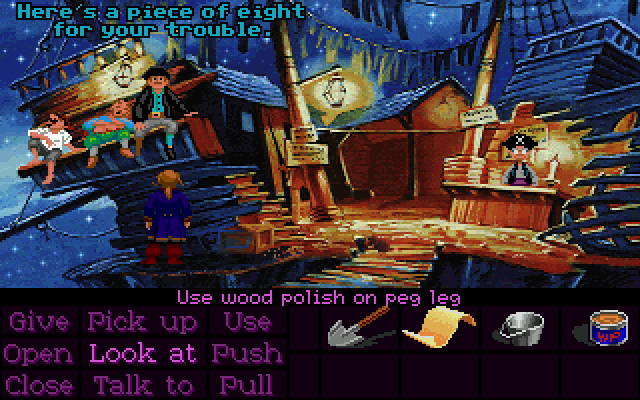 Here's a piece of eight
for your trouble.
Use wood polish on peg leg
Give Pick up Use
Open Look at Push
Close Talk to Pull
WP